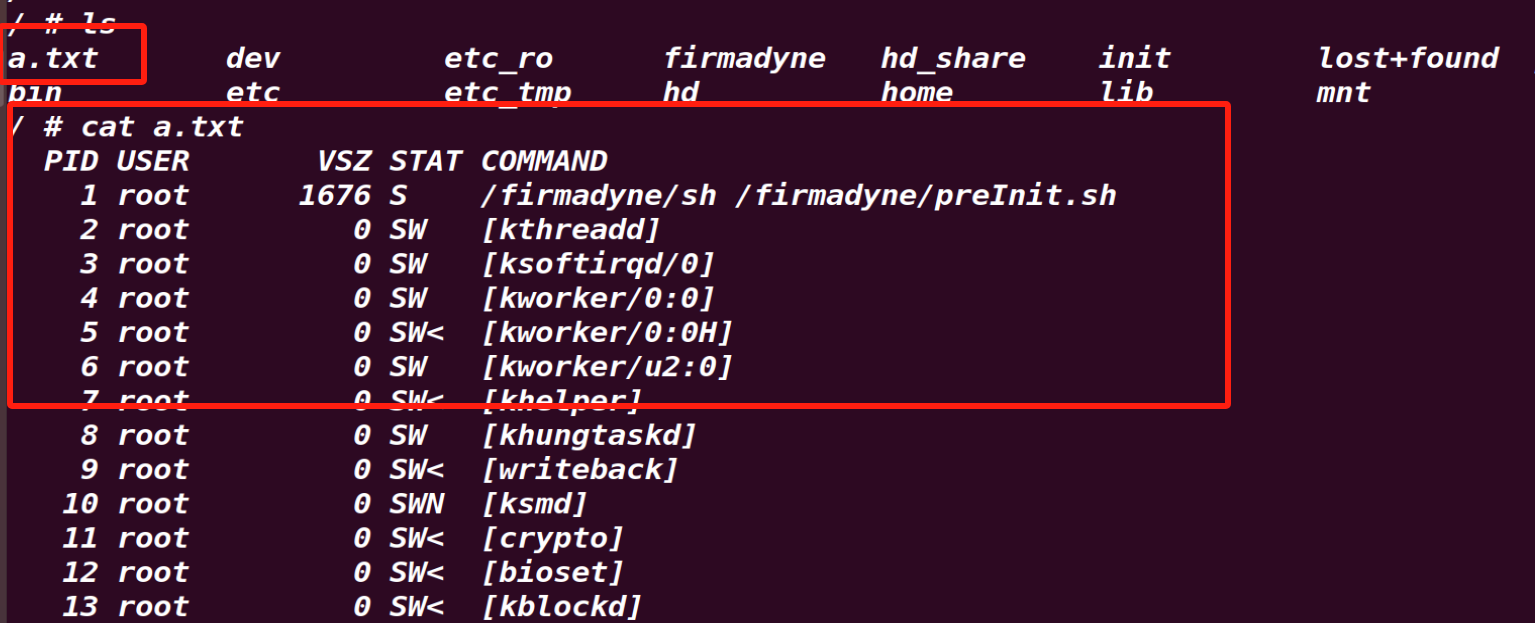 / # ls
a.txt dev etc_ro firmadyne hd_share init lost+found
bin etc etc_tmp hd home lib mnt
/ # cat a.txt
PID USER VSZ STAT COMMAND
1 root 1676 S /firmadyne/sh /firmadyne/preInit.sh
2 root 0 SW [kthreadd]
3 root 0 SW [ksoftirqd/0]
4 root 0 SW [kworker/0:0]
5 root 0 SW< [kworker/0:0H]
6 root 0 SW [kworker/u2:0]
7 root 0 SW< [khelper]
8 root 0 SW [khungtaskd]
9 root 0 SW< [writeback]
10 root 0 SWN [ksmd]
11 root 0 SW< [crypto]
12 root 0 SW< [bioset]
13 root 0 SW< [kblockd]